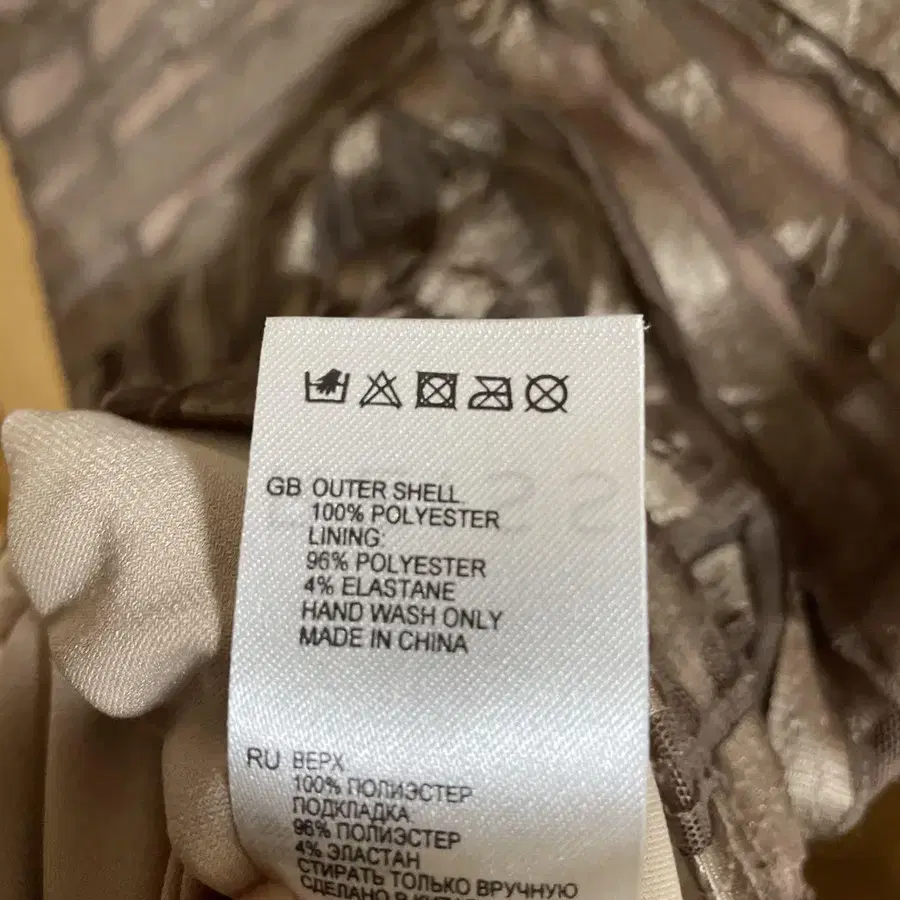 GB OUTER SHELL
100% POLYESTER
LINING:
96% POLYESTER
4% ELASTANE
HAND WASH ONLY
MADE IN CHINA
RU ВЕРХ
100% ПОЛИЭСТЕР
ПОДКЛАДКА
96% ПОЛИЭСТЕР
4% ЭЛАСТАН
СТИРАТЬ ТОЛЬКО ВРУЧНУЮ
СДЕЛАНО В